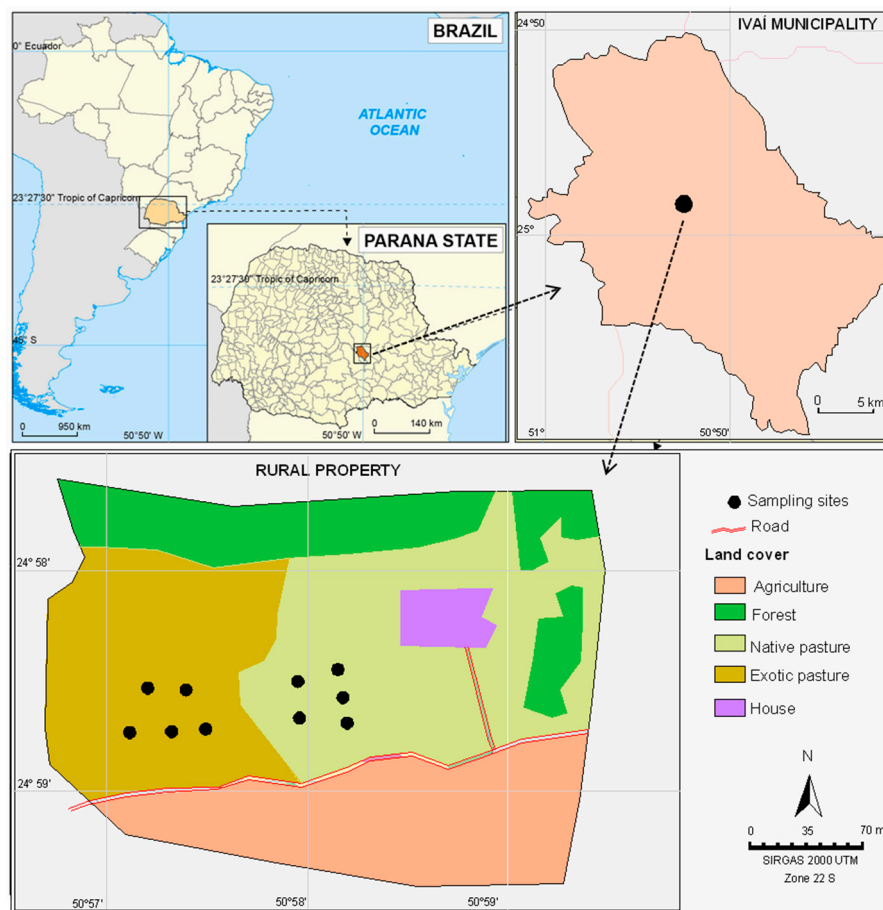 BRAZIL
0° Ecuador
ATLANTIC
OCEAN
23°27'30" Tropic of Capricorn
PARANA STATE
23°27'30" Tropic of Capricorn
45° S
0 950 km
50°50' W
50°50' W
0 140 km
IVAÍ MUNICIPALITY
24°50
25°
0 5 km
51°
50°50'
RURAL PROPERTY
24°58'
24°59'
50°57'
50°58'
50°59'
Sampling sites
Road
Land cover
Agriculture
Forest
Native pasture
Exotic pasture
House
N
0 35 70 m
SIRGAS 2000 UTM
Zone 22 S